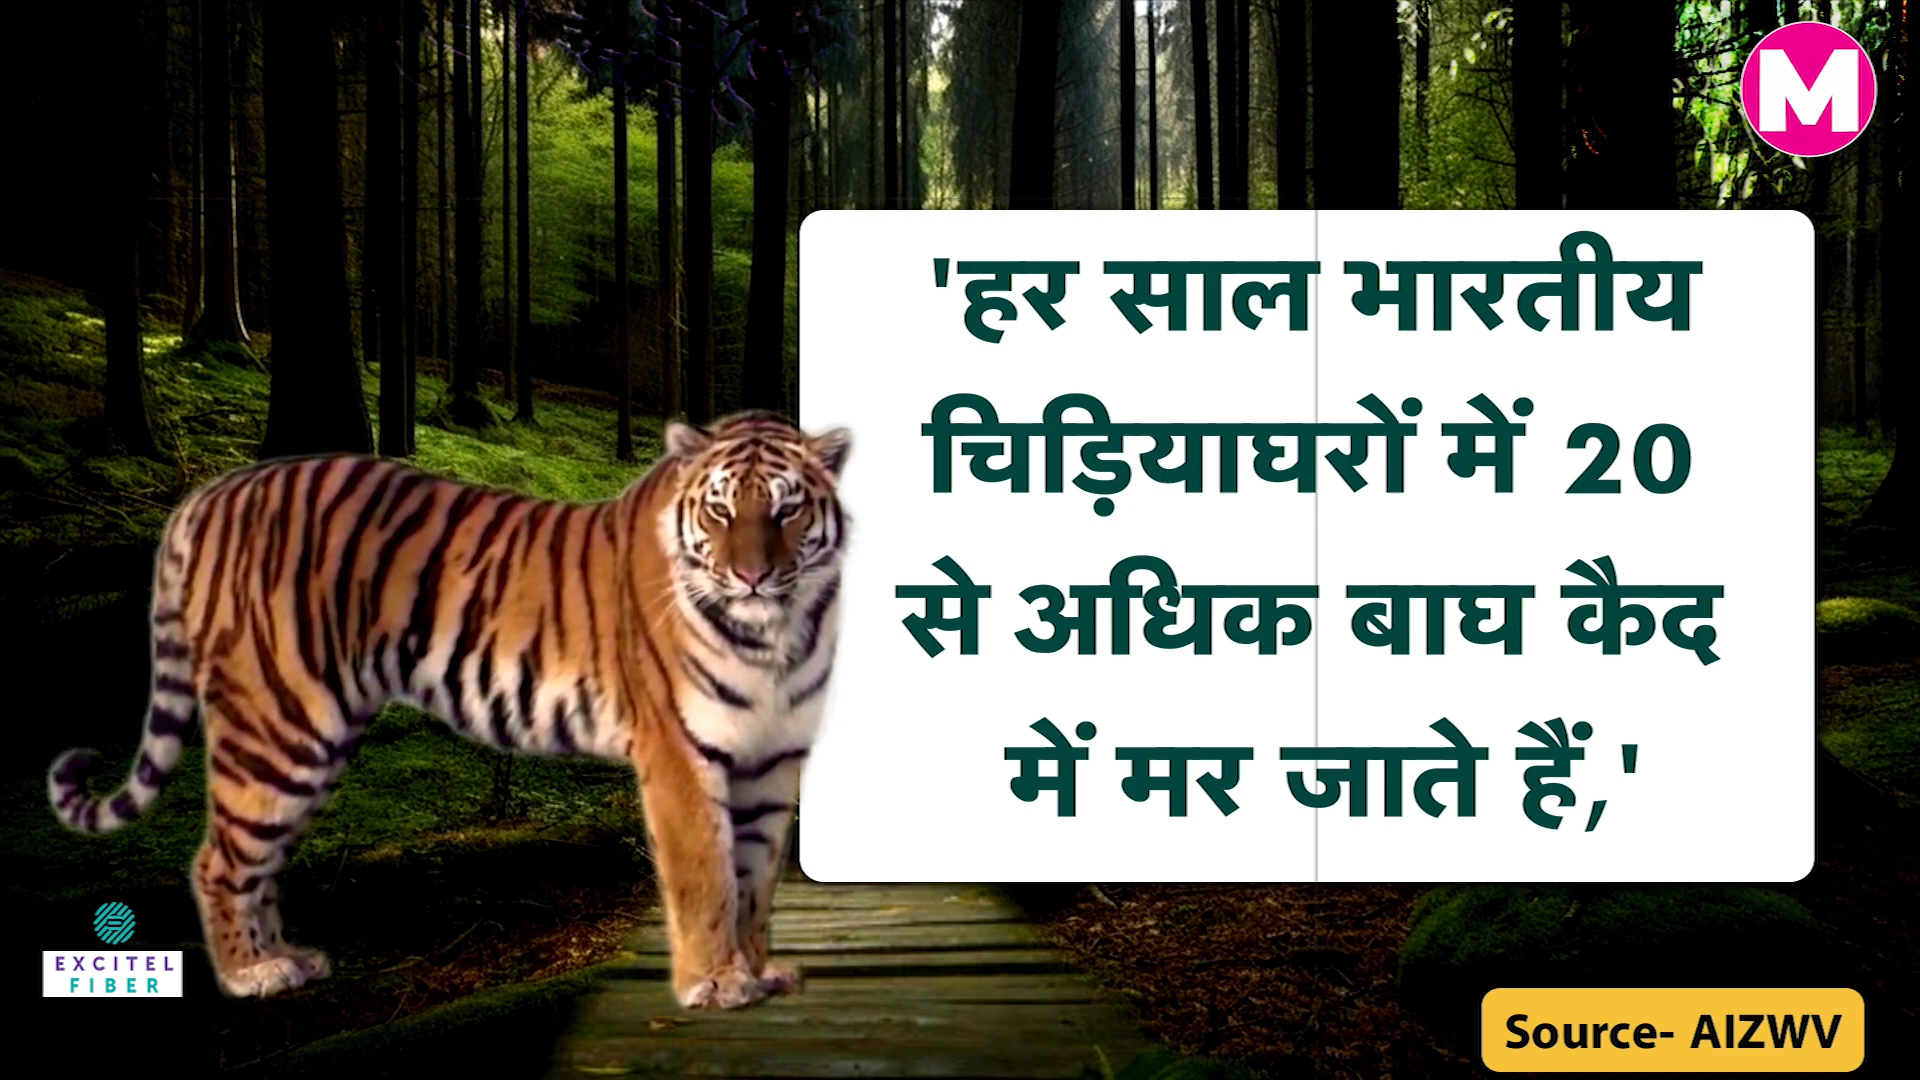 M
'हर साल भारतीय
चिड़ियाघरों में 20
से अधिक बाघ कैद
में मर जाते हैं,'
EXCITEL
FIBER
Source- AIZWV